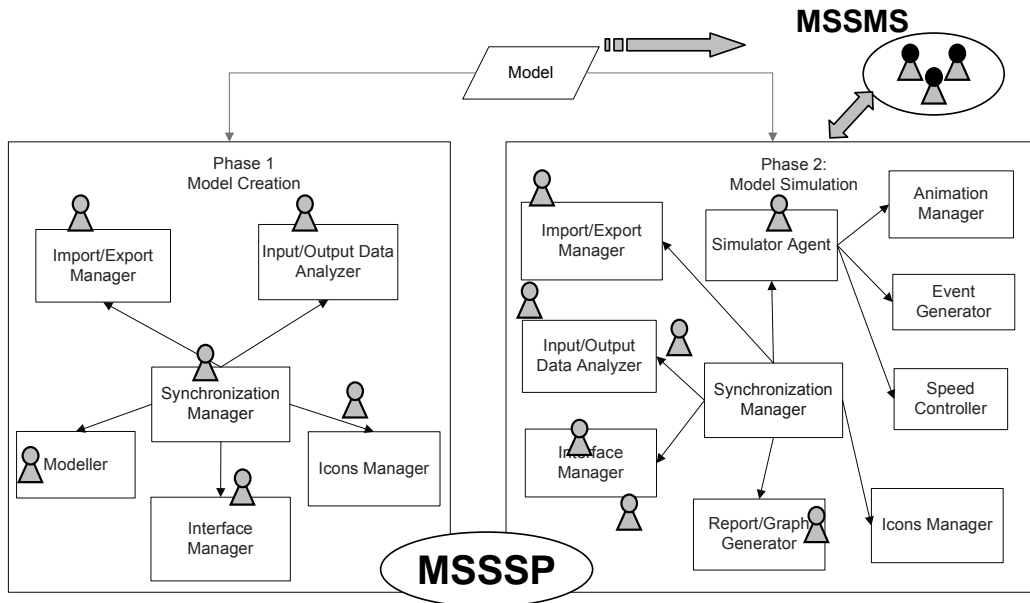 MSSMS
Model
Phase 1
Model Creation
Import/Export
Manager
Input/Output Data
Analyzer
Synchronization
Manager
Modeller
Icons Manager
Interface
Manager
Phase 2:
Model Simulation
Import/Export
Manager
Simulator Agent
Animation
Manager
Event
Generator
Input/Output
Data Analyzer
Synchronization
Manager
Speed
Controller
Interface
Manager
Report/Graph
Generator
Icons Manager
MSSSP